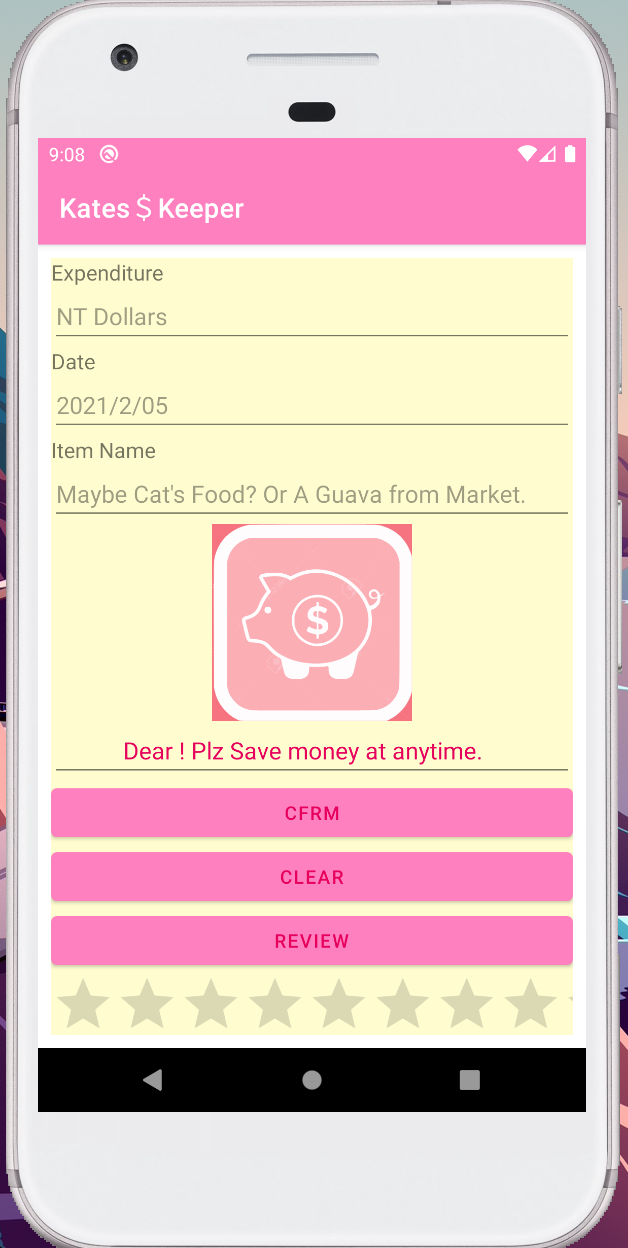 9:08
Kates $ Keeper
Expenditure
NT Dollars
Date
2021/2/05
Item Name
Maybe Cat's Food? Or A Guava from Market.
$
Dear ! Plz Save money at anytime.
CFRM
CLEAR
REVIEW